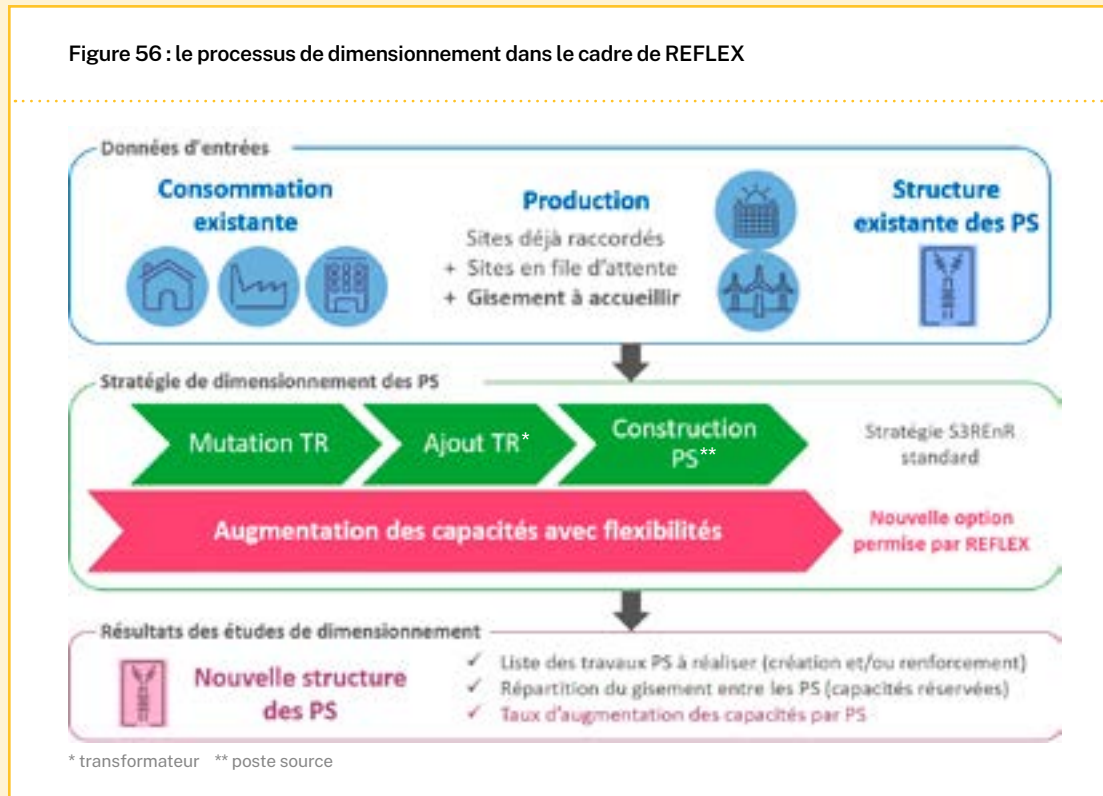 Figure 56 : le processus de dimensionnement dans le cadre de REFLEX
Données d'entrées
Consommation
existante
Production
Sites déjà raccordés
+ Sites en file d'attente
+ Gisement à accueillir
Structure
existante des PS
Stratégie de dimensionnement des PS
Mutation TR
Ajout TR*
Construction
PS**
Stratégie S3REnR
standard
Augmentation des capacités avec flexibilités
Nouvelle option
permise par REFLEX
Résultats des études de dimensionnement
Nouvelle structure
des PS
✓ Liste des travaux PS à réaliser (création et/ou renforcement)
✓ Répartition du gisement entre les PS (capacités réservées)
✓ Taux d'augmentation des capacités par PS
* transformateur ** poste source